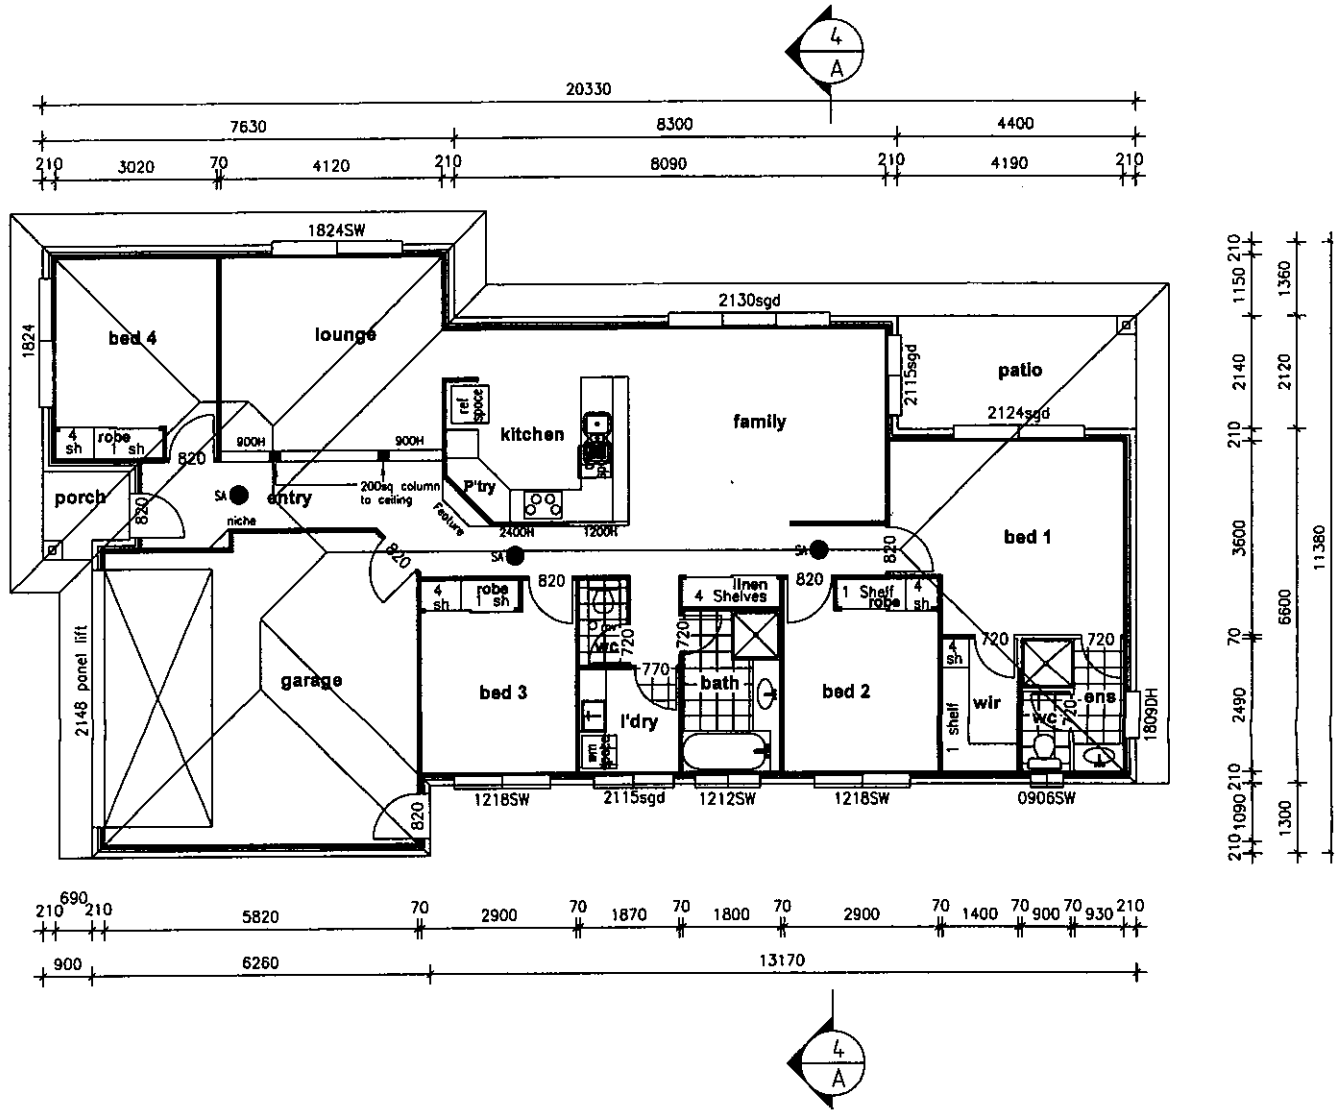 4
A
20330
7630 8300 4400
210 3020 70 4120 210 8090 210 4190 210
1824SW
2130sgd
1824
bed 4
lounge
ref
space
kitchen
family
2115sgd
patio
2124sgd
4
sh
robe
1 sh
820
900H
900H
200sq column
to ceiling
P'try
Feature
2400H
1200H
porch
820
SA
entry
niche
820
SA
SA
820
bed 1
4
sh
robe
1 sh
820
linen
4 Shelves
820
1 Shelf
robe
4
sh
2148 panel lift
garage
bed 3
wc
720
770
l'dry
wm
space
720
bath
bed 2
4
sh
720
1 shelf
wir
720
wc
720
ens
1809DH
820
1218SW
2115sgd
1212SW
1218SW
0906SW
210
1150
2140
210
3600
70
2490
210
1090
210
1360
2120
6600
1300
11380
210 690 210 5820 70 2900 70 1870 70 1800 70 2900 70 1400 70 900 70 930 210
900 6260 13170
4
A